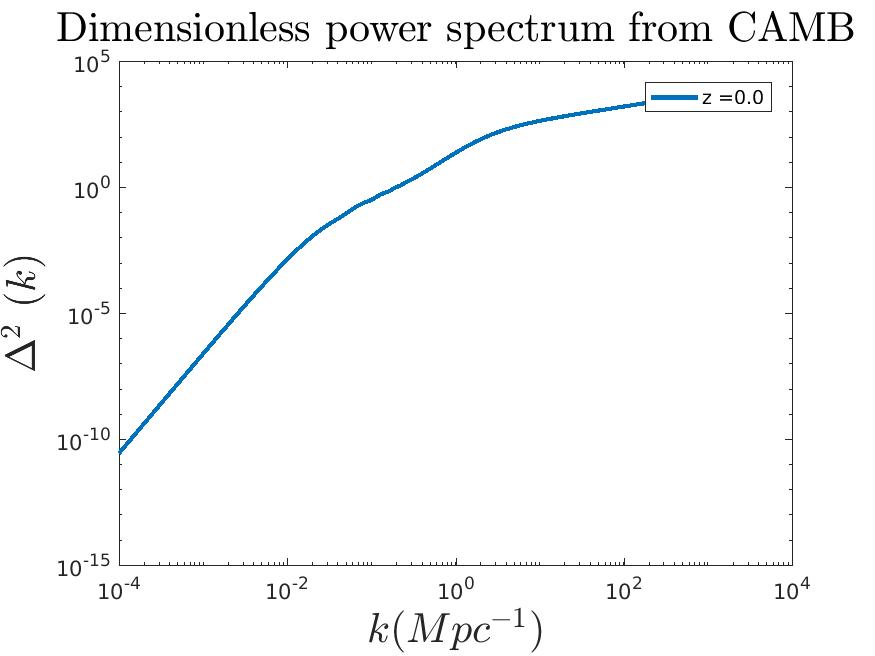 Dimensionless power spectrum from CAMB
10^5
z =0.0
10^0
Δ^2 (k)
10^-5
10^-10
10^-15
10^-4
10^-2
10^0
10^2
10^4
k(Mpc^−1)